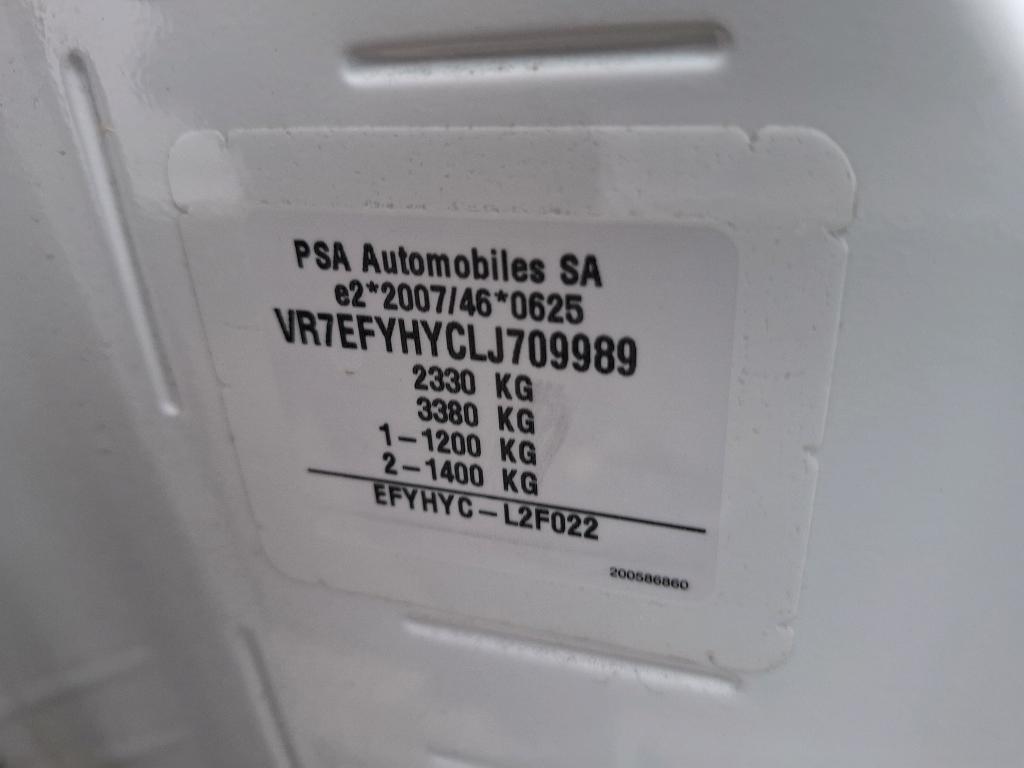 PSA Automobiles SA
e2*2007/46*0625
VR7EFYHYCLJ709989
2330 KG
3380 KG
1-1200 KG
2-1400 KG
EFYHYC-L2F022
200586860